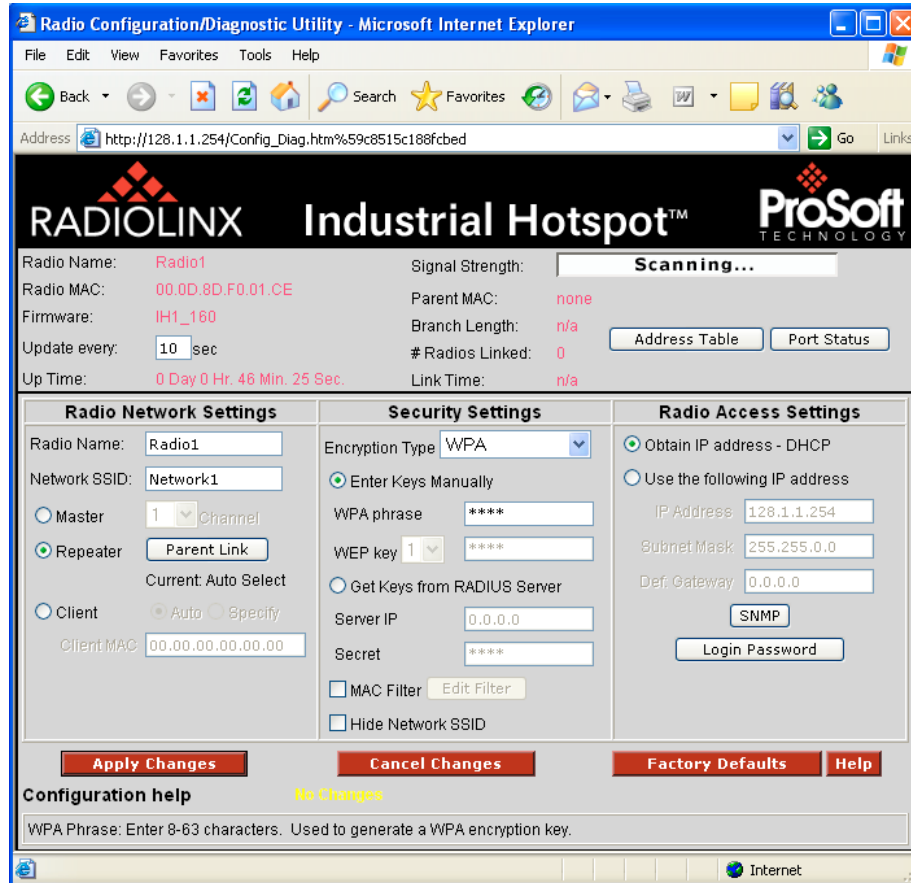 Radio Configuration/Diagnostic Utility - Microsoft Internet Explorer
File Edit View Favorites Tools Help
Back Search Favorites
Address http://128.1.1.254/Config_Diag.htm%59c8515c188fcbed Go Links
RADIOLINX Industrial Hotspot™ ProSoft
TECHNOLOGY
Radio Name: Radio1 Signal Strength: Scanning...
Radio MAC: 00.0D.8D.F0.01.CE Parent MAC: none
Firmware: IH1_160 Branch Length: n/a Address Table Port Status
Update every: 10 sec # Radios Linked: 0
Up Time: 0 Day 0 Hr. 46 Min. 25 Sec. Link Time: n/a
Radio Network Settings
Radio Name: Radio1
Network SSID: Network1
Master 1 Channel
Repeater Parent Link
Current: Auto Select
Client Auto Specify
Client MAC 00.00.00.00.00.00
Security Settings
Encryption Type WPA
Enter Keys Manually
WPA phrase ****
WEP key 1 ****
Get Keys from RADIUS Server
Server IP 0.0.0.0
Secret ****
MAC Filter Edit Filter
Hide Network SSID
Radio Access Settings
Obtain IP address - DHCP
Use the following IP address
IP Address 128.1.1.254
Subnet Mask 255.255.0.0
Def. Gateway 0.0.0.0
SNMP
Login Password
Apply Changes Cancel Changes Factory Defaults Help
Configuration help No Changes
WPA Phrase: Enter 8-63 characters. Used to generate a WPA encryption key.
Internet